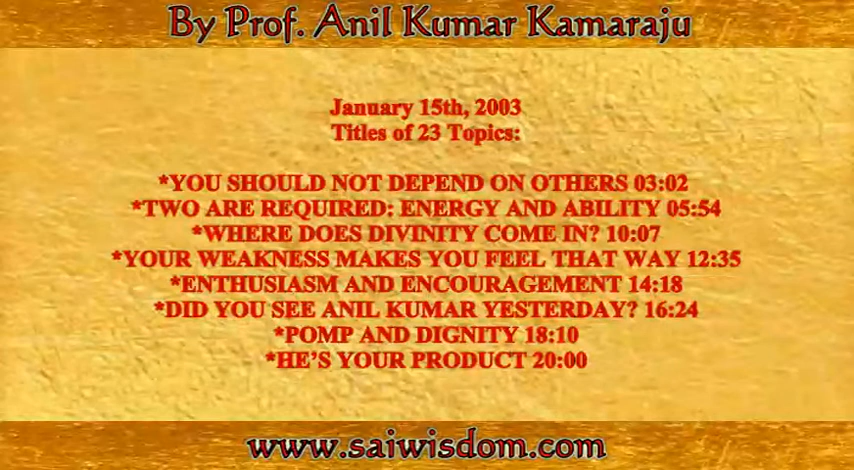 By Prof. Anil Kumar Kamaraju
January 15th, 2003
Titles of 23 Topics:
*YOU SHOULD NOT DEPEND ON OTHERS 03:02
*TWO ARE REQUIRED: ENERGY AND ABILITY 05:54
*WHERE DOES DIVINITY COME IN? 10:07
*YOUR WEAKNESS MAKES YOU FEEL THAT WAY 12:35
*ENTHUSIASM AND ENCOURAGEMENT 14:18
*DID YOU SEE ANIL KUMAR YESTERDAY? 16:24
*POMP AND DIGNITY 18:10
*HE’S YOUR PRODUCT 20:00
www.saiwisdom.com